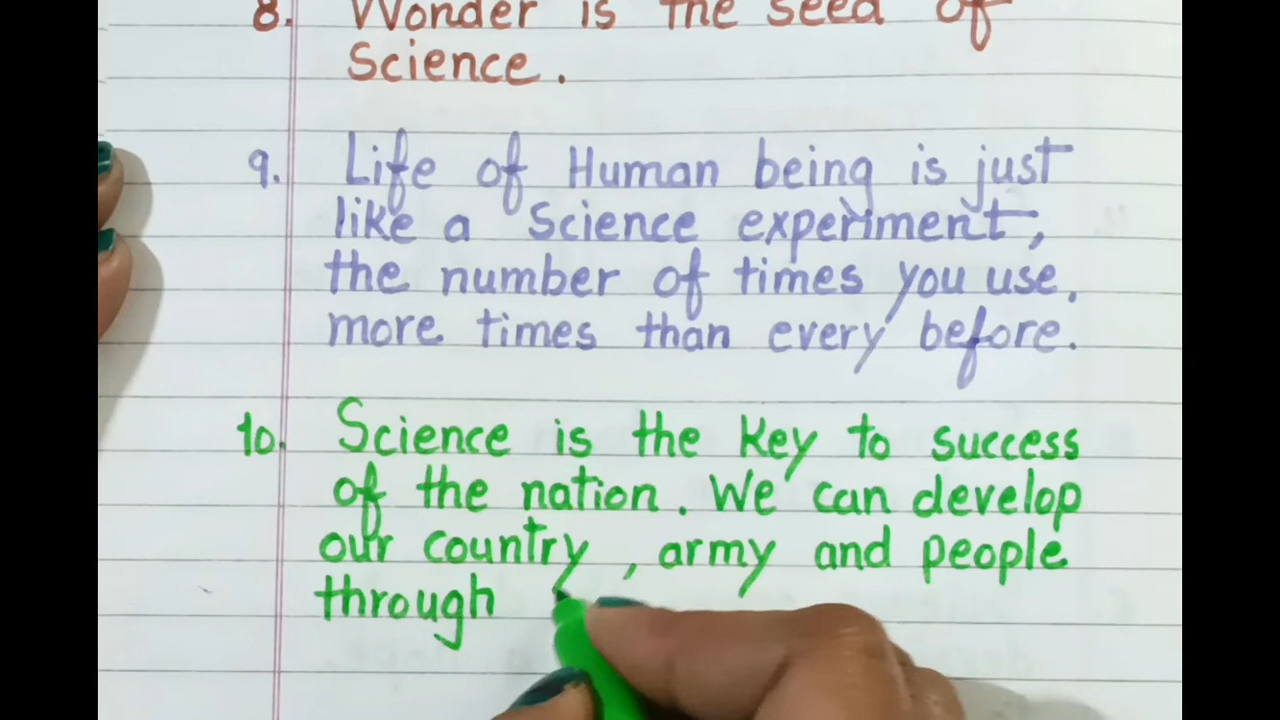 8. Wonder is the seed of
Science.
9. Life of Human being is just
like a Science experiment,
the number of times you use,
more times than every before.
10. Science is the key to success
of the nation. We can develop
our country, army and people
through